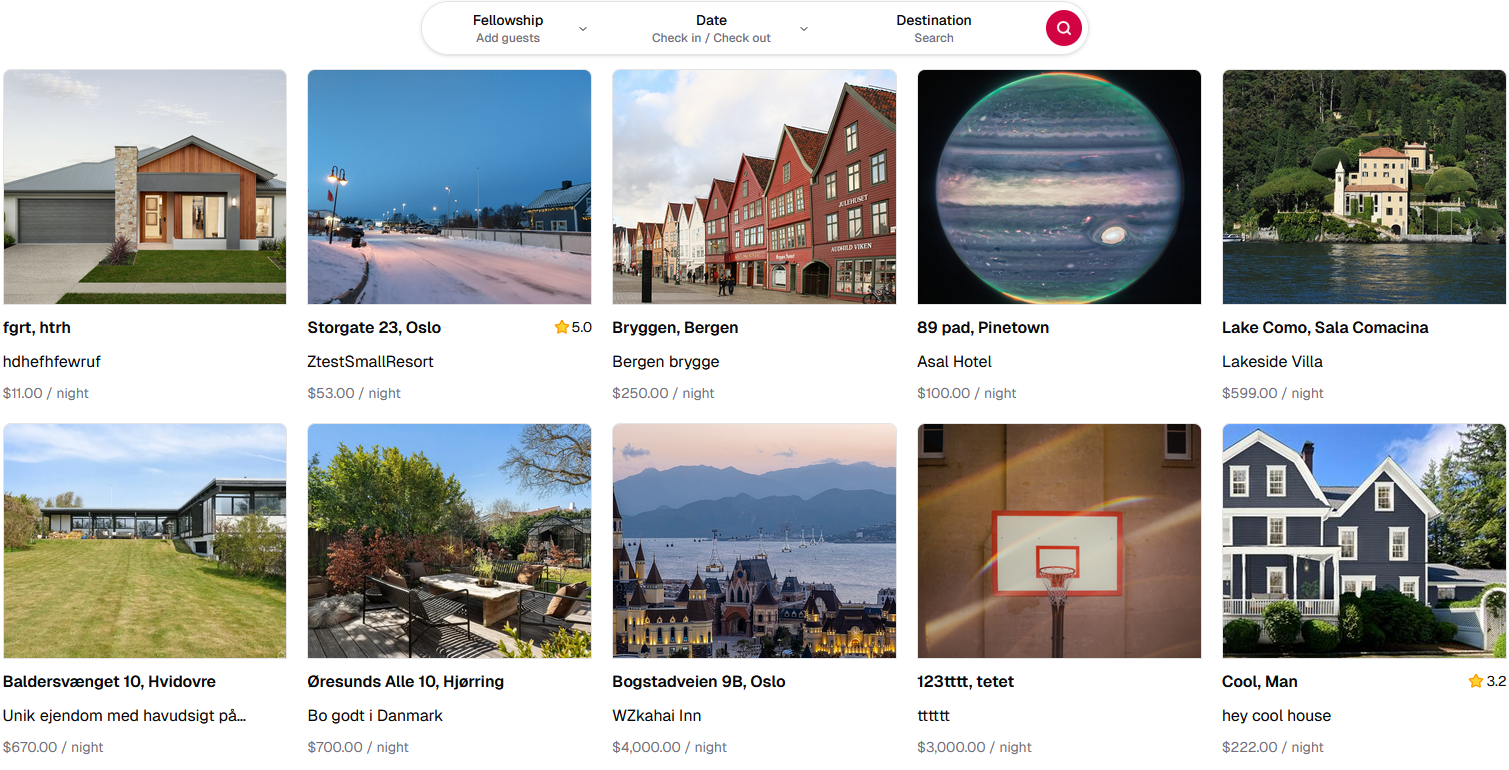 Fellowship
Add guests
Date
Check in / Check out
Destination
Search
JULEHUSET
AUDHILD VIKEN
fgrt, htrh
hdhefhfewruf
$11.00 / night
Storgate 23, Oslo
5.0
ZtestSmallResort
$53.00 / night
Bryggen, Bergen
Bergen brygge
$250.00 / night
89 pad, Pinetown
Asal Hotel
$100.00 / night
Lake Como, Sala Comacina
Lakeside Villa
$599.00 / night
Baldersvænget 10, Hvidovre
Unik ejendom med havudsigt på...
$670.00 / night
Øresunds Alle 10, Hjørring
Bo godt i Danmark
$700.00 / night
Bogstadveien 9B, Oslo
WZkahai Inn
$4,000.00 / night
123tttt, tetet
tttttt
$3,000.00 / night
Cool, Man
3.2
hey cool house
$222.00 / night